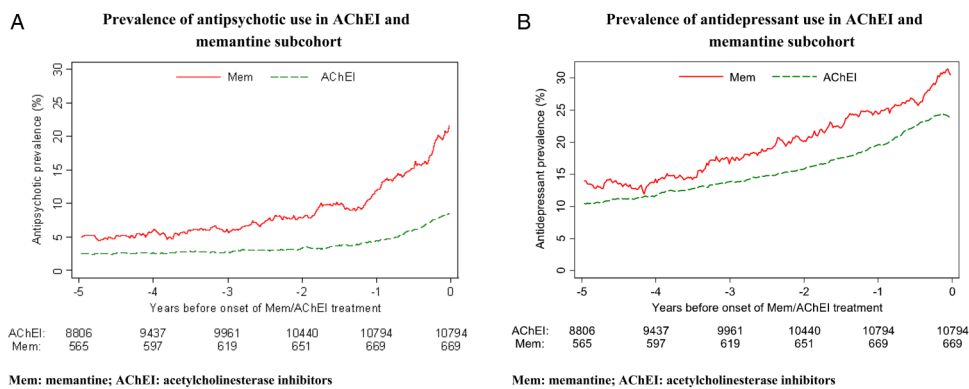 A
Prevalence of antipsychotic use in AChEI and
memantine subcohort
Mem
AChEI
Antipsychotic prevalence (%)
30
25
20
15
10
5
0
-5 -4 -3 -2 -1 0
Years before onset of Mem/AChEI treatment
AChEI: 8806 9437 9961 10440 10794 10794
Mem: 565 597 619 651 669 669
Mem: memantine; AChEI: acetylcholinesterase inhibitors
B
Prevalence of antidepressant use in AChEI and
memantine subcohort
Mem
AChEI
Antidepressant prevalence (%)
30
25
20
15
10
5
0
-5 -4 -3 -2 -1 0
Years before onset of Mem/AChEI treatment
AChEI: 8806 9437 9961 10440 10794 10794
Mem: 565 597 619 651 669 669
Mem: memantine; AChEI: acetylcholinesterase inhibitors